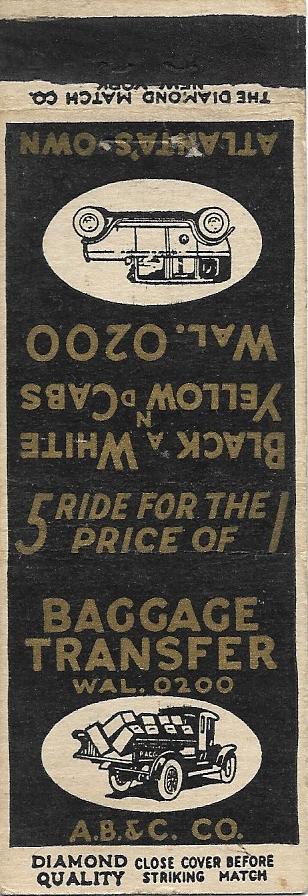 THE DIAMOND MATCH CO.
NEW YORK
ATLANTA'S OWN
WAL. 0200
BLACK AND WHITE
YELLOW CABS
5 RIDE FOR THE
PRICE OF 1
BAGGAGE
TRANSFER
WAL. 0200
A.B.&C. CO.
DIAMOND QUALITY
CLOSE COVER BEFORE
STRIKING MATCH